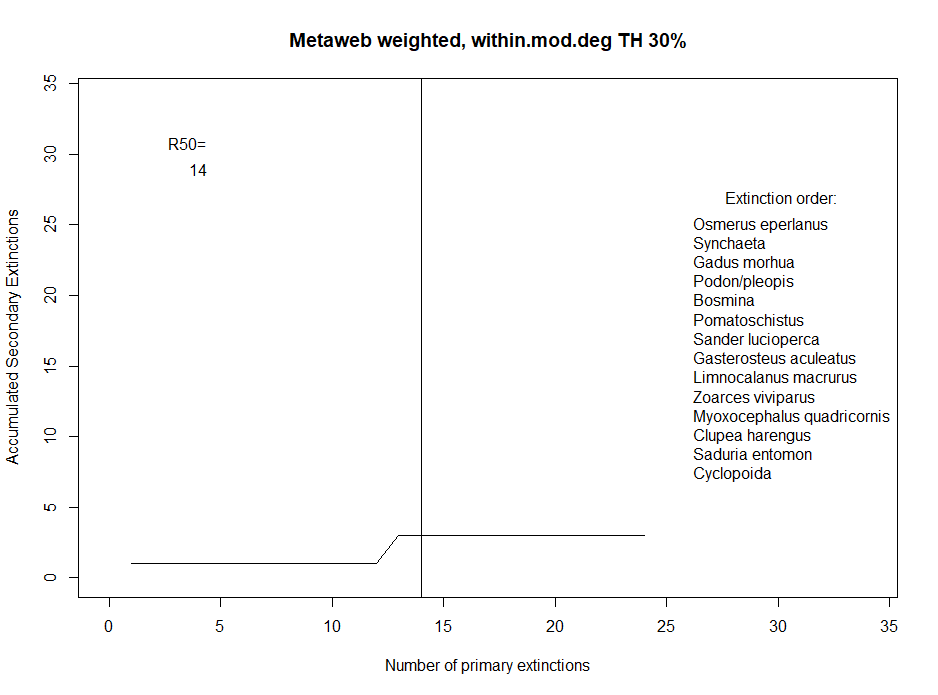 Metaweb weighted, within.mod.deg TH 30%
R50=
14
Extinction order:
Osmerus eperlanus
Synchaeta
Gadus morhua
Podon/pleopis
Bosmina
Pomatoschistus
Sander lucioperca
Gasterosteus aculeatus
Limnocalanus macrurus
Zoarces viviparus
Myoxocephalus quadricornis
Clupea harengus
Saduria entomon
Cyclopoida
Accumulated Secondary Extinctions
35
30
25
20
15
10
5
0
0 5 10 15 20 25 30 35
Number of primary extinctions